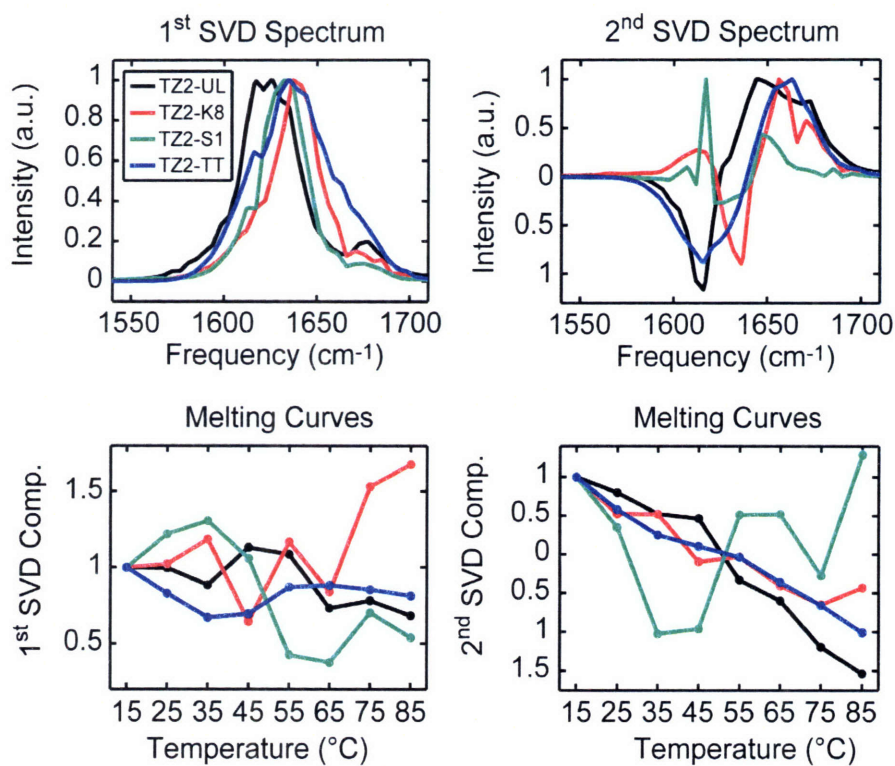 1st SVD Spectrum
Intensity (a.u.)
1
0.8
0.6
0.4
0.2
0
TZ2-UL
TZ2-K8
TZ2-S1
TZ2-TT
1550 1600 1650 1700
Frequency (cm-1)
2nd SVD Spectrum
Intensity (a.u.)
1
0.5
0
0.5
1
1550 1600 1650 1700
Frequency (cm-1)
Melting Curves
1st SVD Comp.
1.5
1
0.5
15 25 35 45 55 65 75 85
Temperature (°C)
Melting Curves
2nd SVD Comp.
1
0.5
0
0.5
1
1.5
15 25 35 45 55 65 75 85
Temperature (°C)